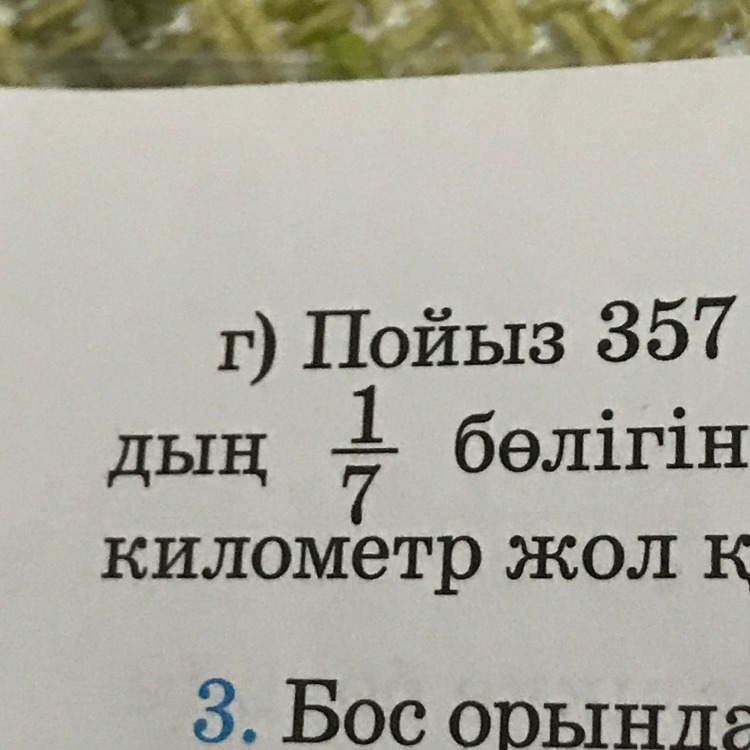 г) Пойыз 357
дың 1/7 бөлігін
километр жол қ
3. Бос орында